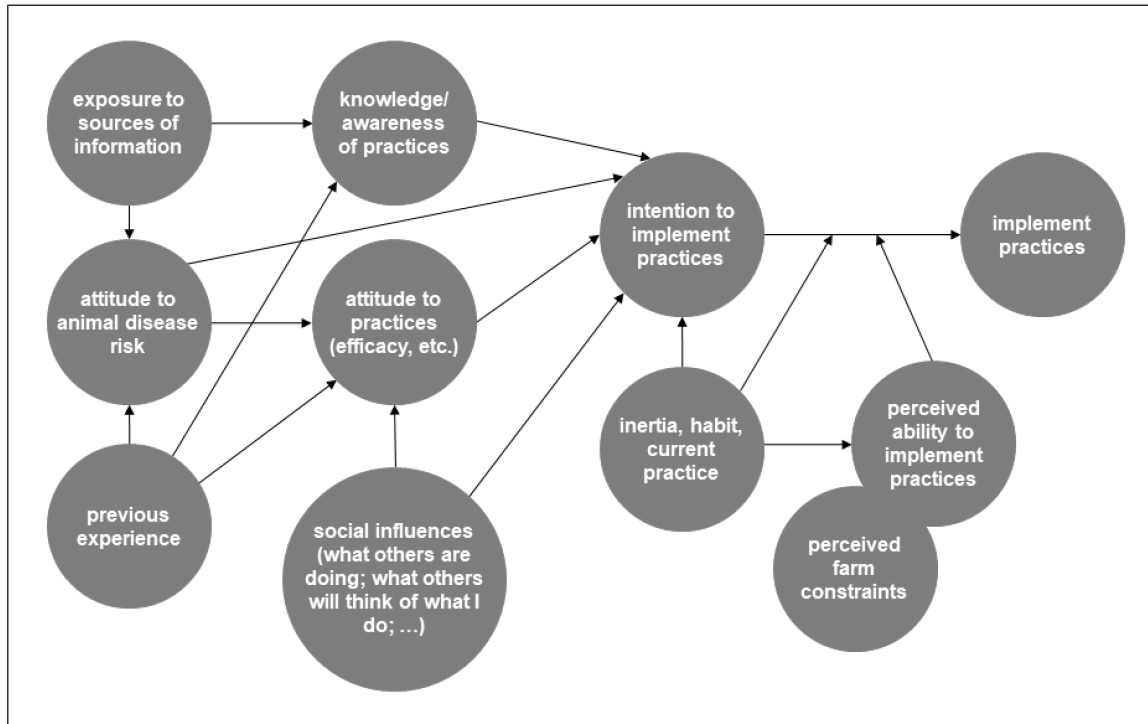 exposure to
sources of
information
knowledge/
awareness
of practices
intention to
implement
practices
implement
practices
attitude to
animal disease
risk
attitude to
practices
(efficacy, etc.)
inertia, habit,
current
practice
perceived
ability to
implement
practices
previous
experience
social influences
(what others are
doing; what others
will think of what I
do; …)
perceived
farm
constraints